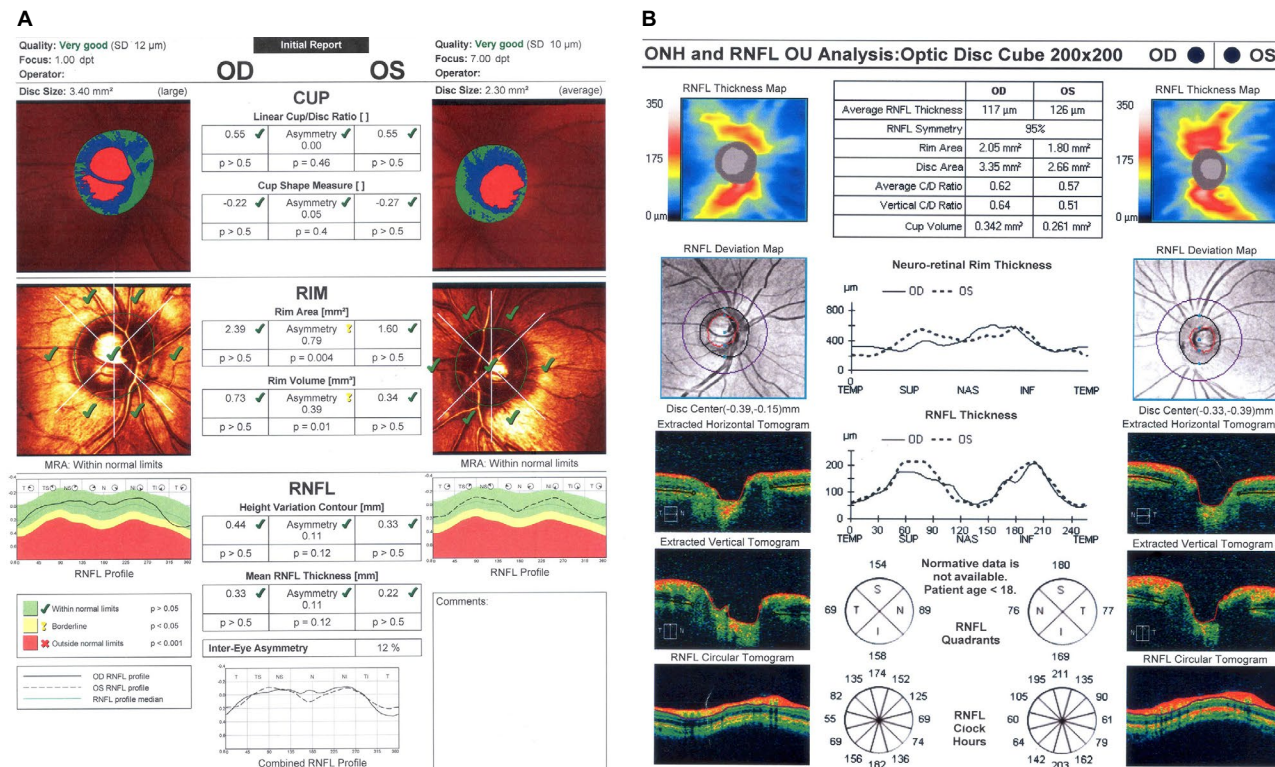 A
Quality: Very good (SD 12 µm)
Focus: 1.00 dpt
Operator:
Initial Report
Quality: Very good (SD 10 µm)
Focus: 7.00 dpt
Operator:
OD OS
Disc Size: 3.40 mm² (large)
Disc Size: 2.30 mm² (average)
CUP
Linear Cup/Disc Ratio [ ]
0.55 Asymmetry 0.55
0.00
p > 0.5 p = 0.46 p > 0.5
Cup Shape Measure [ ]
-0.22 Asymmetry -0.27
0.05
p > 0.5 p = 0.4 p > 0.5
RIM
Rim Area [mm²]
2.39 Asymmetry ? 1.60
0.79
p > 0.5 p = 0.004 p > 0.5
Rim Volume [mm³]
0.73 Asymmetry ? 0.34
0.39
p > 0.5 p = 0.01 p > 0.5
MRA: Within normal limits
MRA: Within normal limits
RNFL
Height Variation Contour [mm]
0.44 Asymmetry 0.33
0.11
p > 0.5 p = 0.12 p > 0.5
RNFL Profile
RNFL Profile
Mean RNFL Thickness [mm]
0.33 Asymmetry 0.22
0.11
p > 0.5 p = 0.12 p > 0.5
Within normal limits p > 0.05
? Borderline p < 0.05
Outside normal limits p < 0.001
Inter-Eye Asymmetry 12 %
OD RNFL profile
OS RNFL profile
RNFL profile median
T TS NS N NI TI T
Combined RNFL Profile
Comments:
B
ONH and RNFL OU Analysis:Optic Disc Cube 200x200 OD OS
RNFL Thickness Map
350
175
0 µm
OD OS
Average RNFL Thickness 117 µm 126 µm
RNFL Symmetry 95%
Rim Area 2.05 mm² 1.80 mm²
Disc Area 3.35 mm² 2.66 mm²
Average C/D Ratio 0.62 0.57
Vertical C/D Ratio 0.64 0.51
Cup Volume 0.342 mm³ 0.261 mm³
RNFL Thickness Map
350
175
0 µm
RNFL Deviation Map
Disc Center(-0.39,-0.15)mm
Extracted Horizontal Tomogram
Extracted Vertical Tomogram
RNFL Circular Tomogram
Neuro-retinal Rim Thickness
µm OD OS
800
400
0
TEMP SUP NAS INF TEMP
RNFL Thickness
µm OD OS
200
100
0
0 30 60 90 120 150 180 210 240
TEMP SUP NAS INF TEMP
Normative data is
not available.
Patient age < 18.
154
S
69 T N 89
I
158
RNFL
Quadrants
180
S
76 N T 77
I
169
174
135 152
82 125
55 69
69 74
156 136
182
RNFL
Clock
Hours
211
195 135
105 90
60 61
64 79
142 162
203
RNFL Deviation Map
Disc Center(-0.33,-0.39)mm
Extracted Horizontal Tomogram
Extracted Vertical Tomogram
RNFL Circular Tomogram